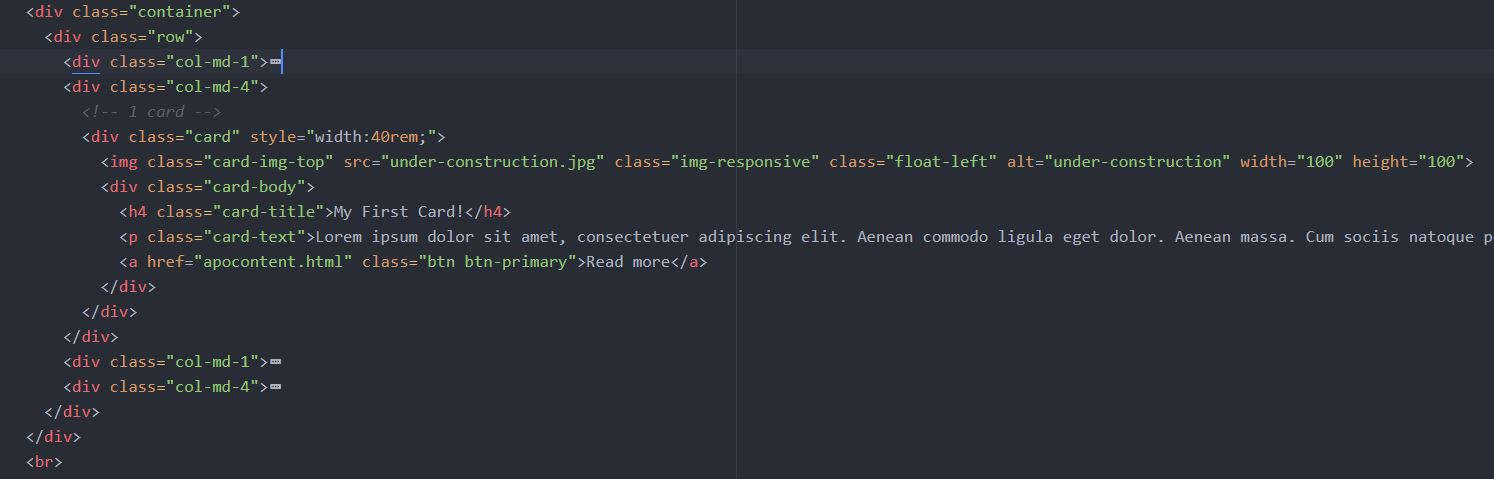 <div class="container">
<div class="row">
<div class="col-md-1">
<div class="col-md-4">
<!-- 1 card -->
<div class="card" style="width:40rem;">
<img class="card-img-top" src="under-construction.jpg" class="img-responsive" class="float-left" alt="under-construction" width="100" height="100">
<div class="card-body">
<h4 class="card-title">My First Card!</h4>
<p class="card-text">Lorem ipsum dolor sit amet, consectetuer adipiscing elit. Aenean commodo ligula eget dolor. Aenean massa. Cum sociis natoque
<a href="apocontent.html" class="btn btn-primary">Read more</a>
</div>
</div>
</div>
<div class="col-md-1">
<div class="col-md-4">
</div>
</div>
<br>